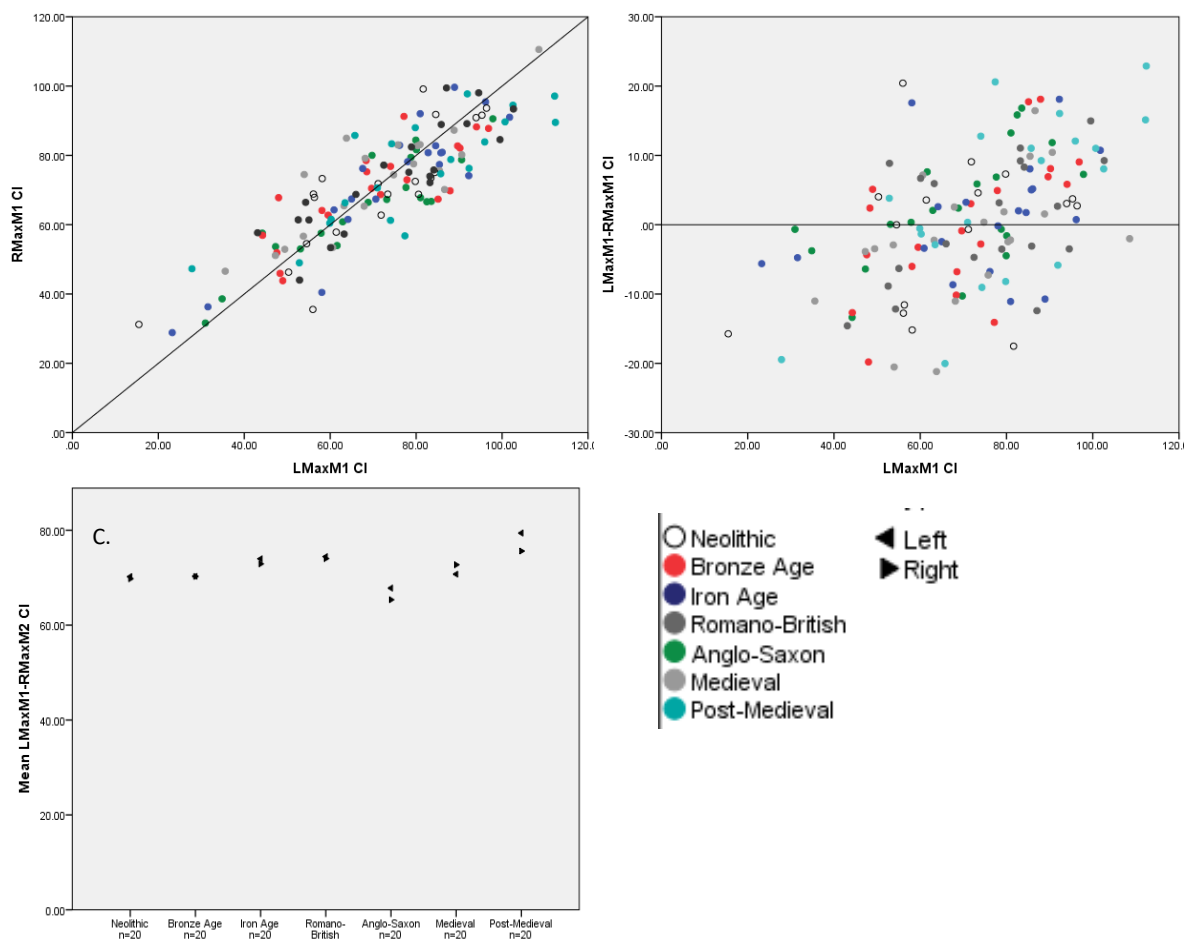 120.00
100.00
80.00
60.00
40.00
20.00
.00
RMaxM1 CI
.00 20.00 40.00 60.00 80.00 100.00 120.0
LMaxM1 CI
30.00
20.00
10.00
.00
-10.00
-20.00
-30.00
LMaxM1-RMaxM1 CI
.00 20.00 40.00 60.00 80.00 100.00 120.0
LMaxM1 CI
C.
80.00
60.00
40.00
20.00
0.00
Mean LMaxM1-RMaxM2 CI
Neolithic Bronze Age Iron Age Romano- Anglo-Saxon Medieval Post-Medieval
n=20 n=20 n=20 British n=20 n=20 n=20
Neolithic
Bronze Age
Iron Age
Romano-British
Anglo-Saxon
Medieval
Post-Medieval
Left
Right